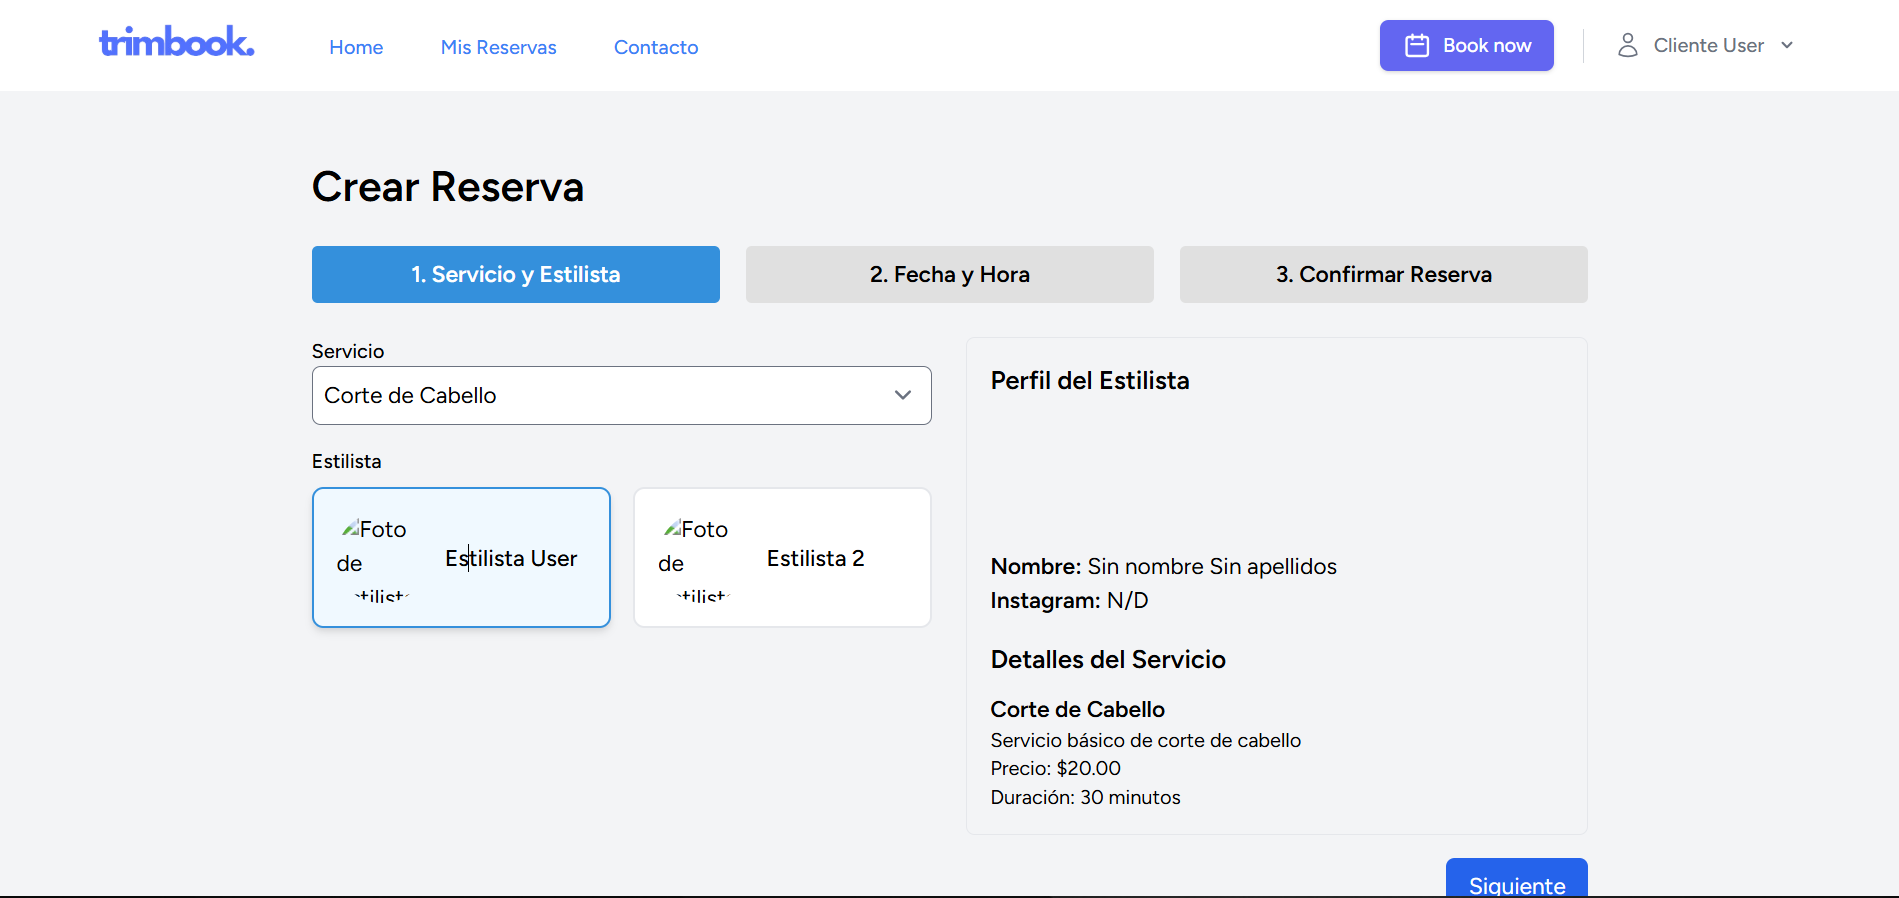 trimbook.
Home
Mis Reservas
Contacto
Book now
Cliente User
Crear Reserva
1. Servicio y Estilista
2. Fecha y Hora
3. Confirmar Reserva
Servicio
Corte de Cabello
Estilista
Foto
de
Estilista User
Foto
de
Estilista 2
Perfil del Estilista
Nombre: Sin nombre Sin apellidos
Instagram: N/D
Detalles del Servicio
Corte de Cabello
Servicio básico de corte de cabello
Precio: $20.00
Duración: 30 minutos
Siguiente